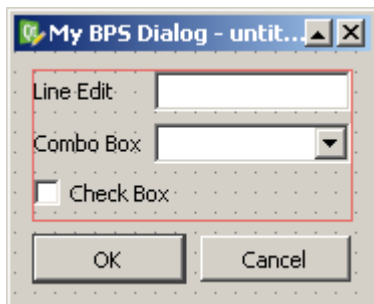 My BPS Dialog - untit...
Line Edit
Combo Box
Check Box
OK Cancel